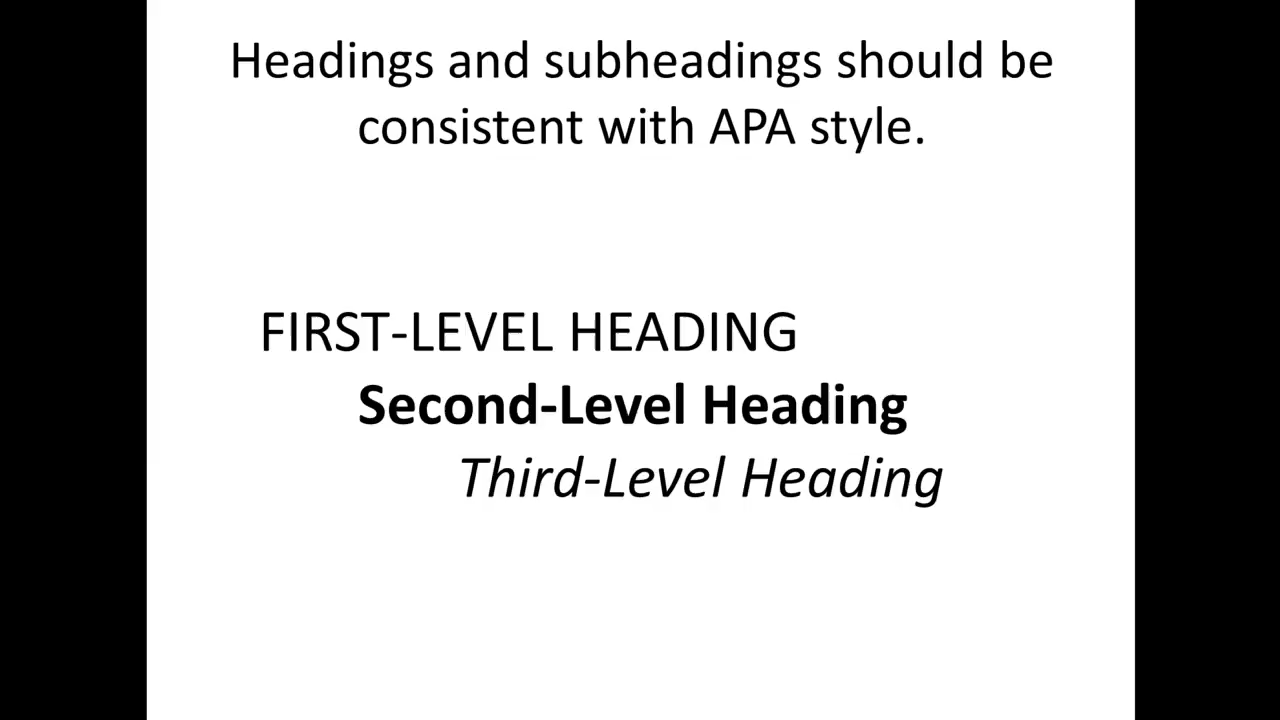 Headings and subheadings should be
consistent with APA style.
FIRST-LEVEL HEADING
Second-Level Heading
Third-Level Heading